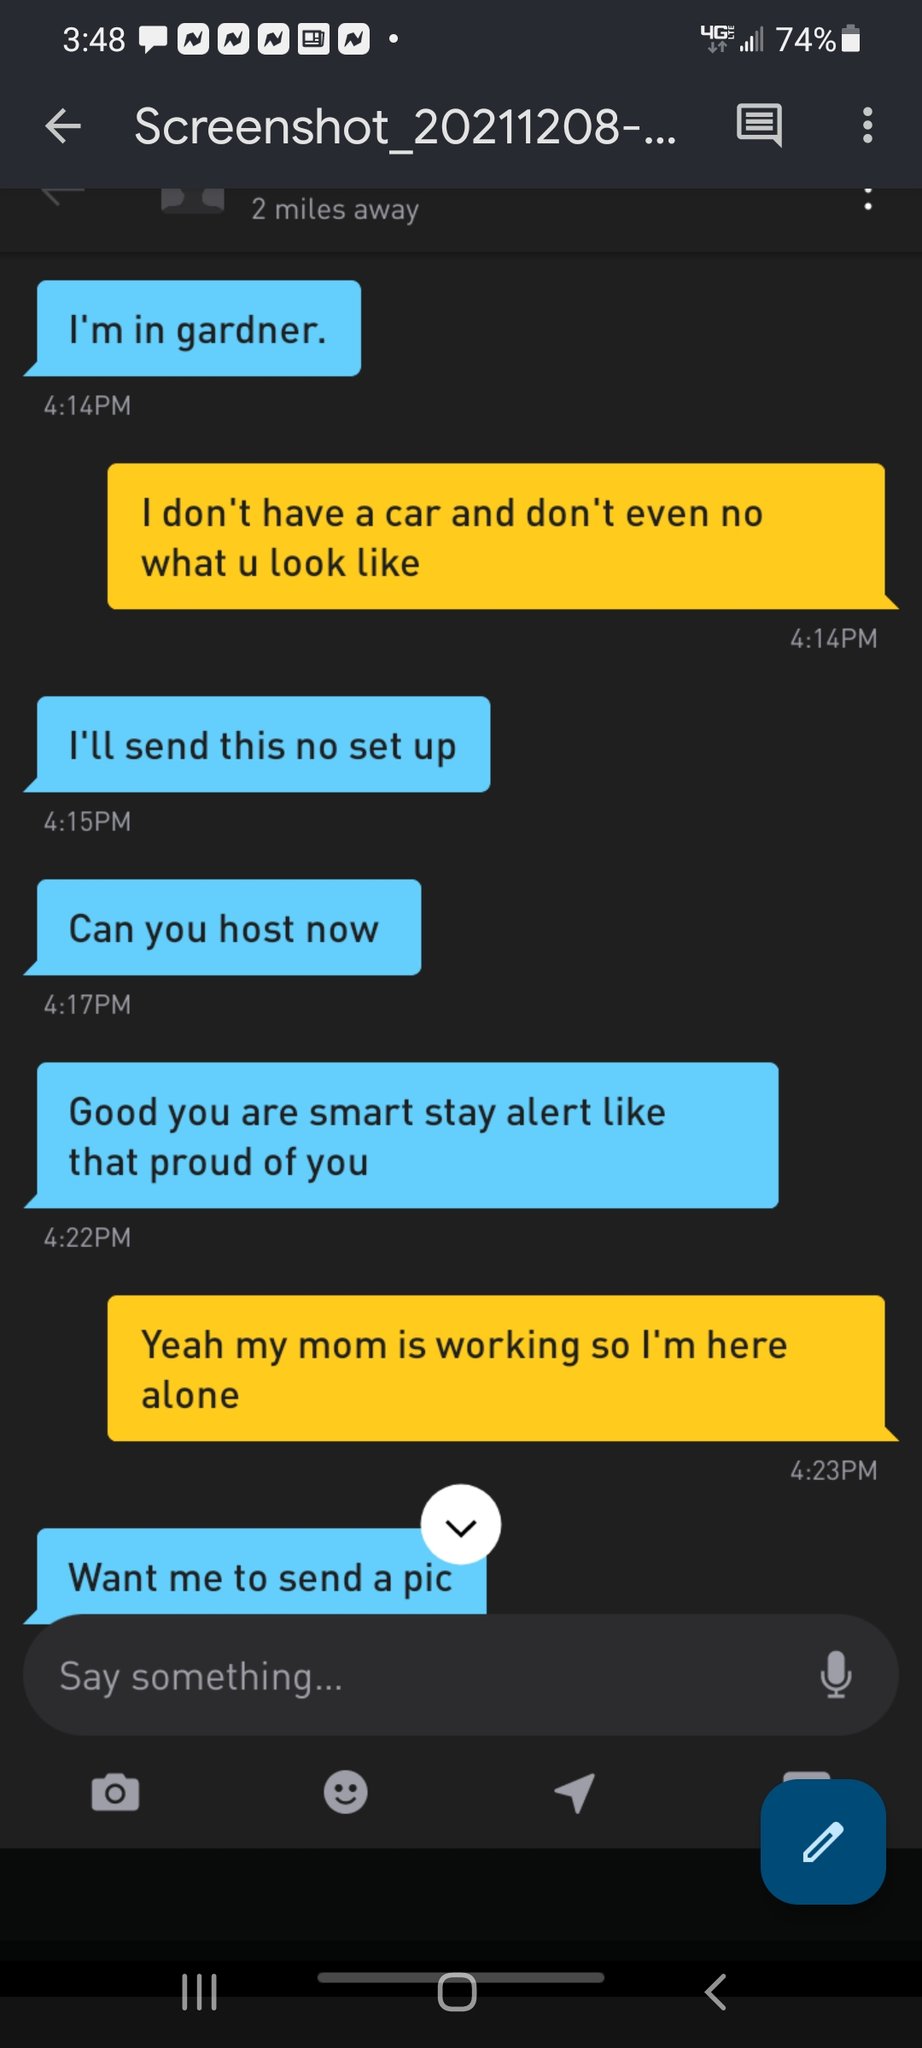 3:48
4GE 74%
Screenshot_20211208-...
2 miles away
I'm in gardner.
4:14PM
I don't have a car and don't even no
what u look like
4:14PM
I'll send this no set up
4:15PM
Can you host now
4:17PM
Good you are smart stay alert like
that proud of you
4:22PM
Yeah my mom is working so I'm here
alone
4:23PM
Want me to send a pic
Say something...